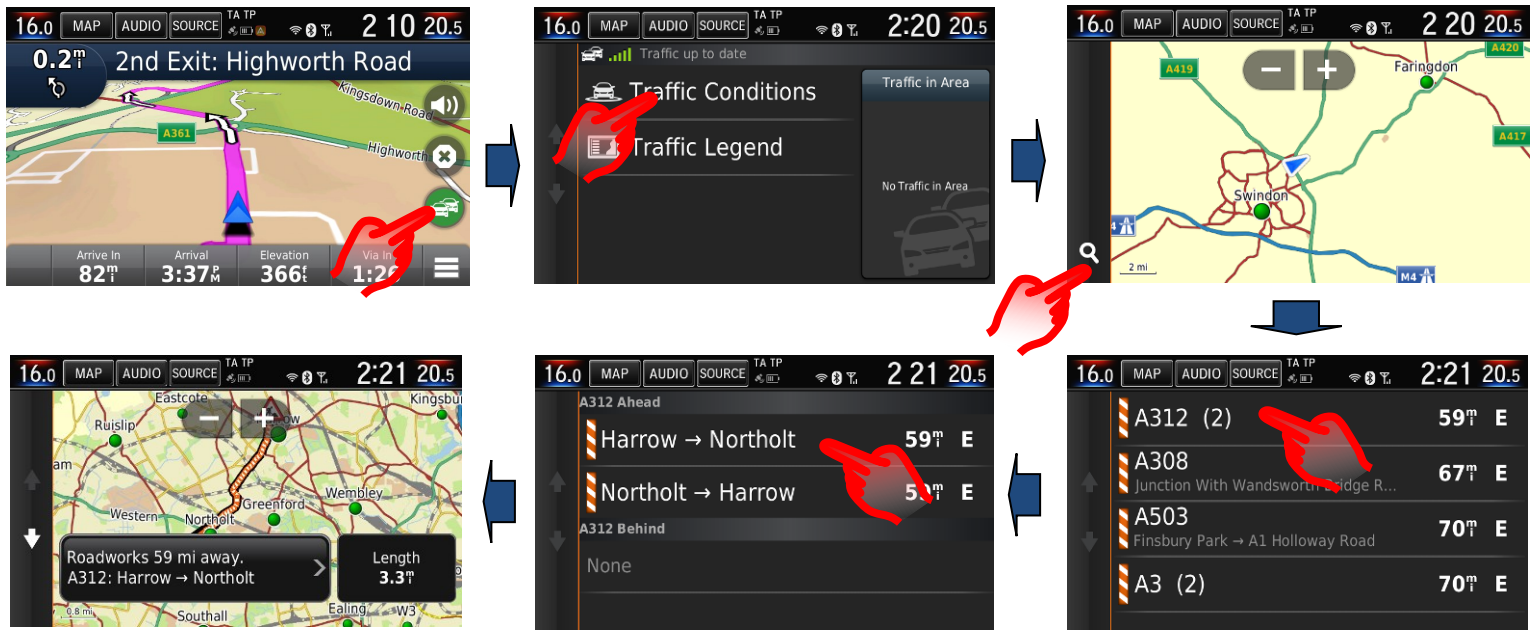 16.0 MAP AUDIO SOURCE TA TP 2 10 20.5
0.2mi 2nd Exit: Highworth Road
Kingsdown Road
A361
Highworth
Arrive In Arrival Elevation Via In
82mi 3:37PM 366ft 1:26
16.0 MAP AUDIO SOURCE TA TP 2:20 20.5
Traffic up to date
Traffic Conditions
Traffic in Area
Traffic Legend
No Traffic in Area
16.0 MAP AUDIO SOURCE TA TP 2 20 20.5
A420
A419
Faringdon
A417
Swindon
4
2 mi
M4
16.0 MAP AUDIO SOURCE TA TP 2:21 20.5
A312 (2) 59mi E
A308 67mi E
Junction With Wandsworth Bridge R...
A503 70mi E
Finsbury Park → A1 Holloway Road
A3 (2) 70mi E
16.0 MAP AUDIO SOURCE TA TP 2 21 20.5
A312 Ahead
Harrow → Northolt 59mi E
Northolt → Harrow 59mi E
A312 Behind
None
16.0 MAP AUDIO SOURCE TA TP 2:21 20.5
Eastcote
Kingsbu
Ruislip
am
Wembley
Greenford
Western
Northolt
Roadworks 59 mi away.
A312: Harrow → Northolt
Length
3.3mi
0.8 mi
Southall
Ealing
W3